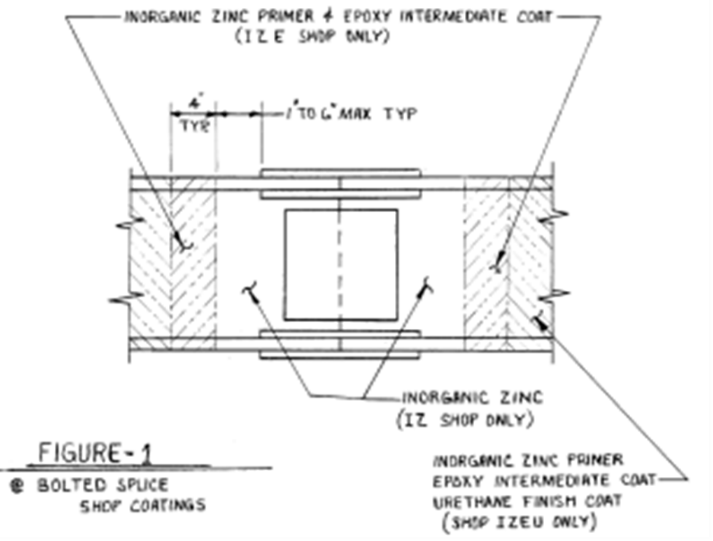 INORGANIC ZINC PRIMER & EPOXY INTERMEDIATE COAT
(IZE SHOP ONLY)
4"
TYP.
1" TO 6" MAX TYP
INORGANIC ZINC
(IZ SHOP ONLY)
FIGURE-1
@ BOLTED SPLICE
SHOP COATINGS
INORGANIC ZINC PRIMER
EPOXY INTERMEDIATE COAT
URETHANE FINISH COAT
(SHOP IZEU ONLY)